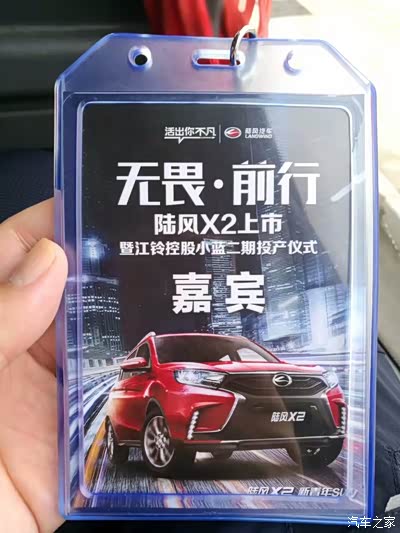 活出你不凡 陆风汽车
LANDWIND
无畏·前行
陆风X2上市
暨江铃控股小蓝二期投产仪式
嘉宾
陆风X2
陆风X2 新青年SUV
汽车之家